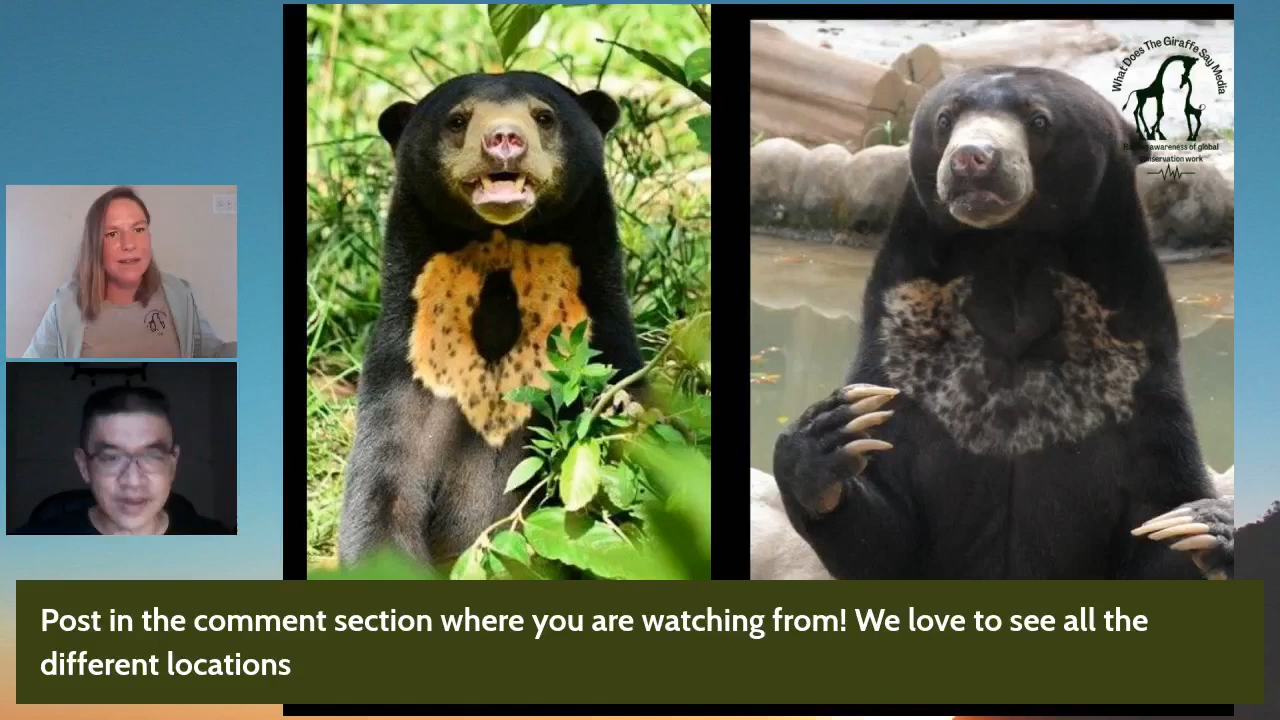 What Does The Giraffe Say Media
Raising awareness of global
conservation work
Post in the comment section where you are watching from! We love to see all the
different locations